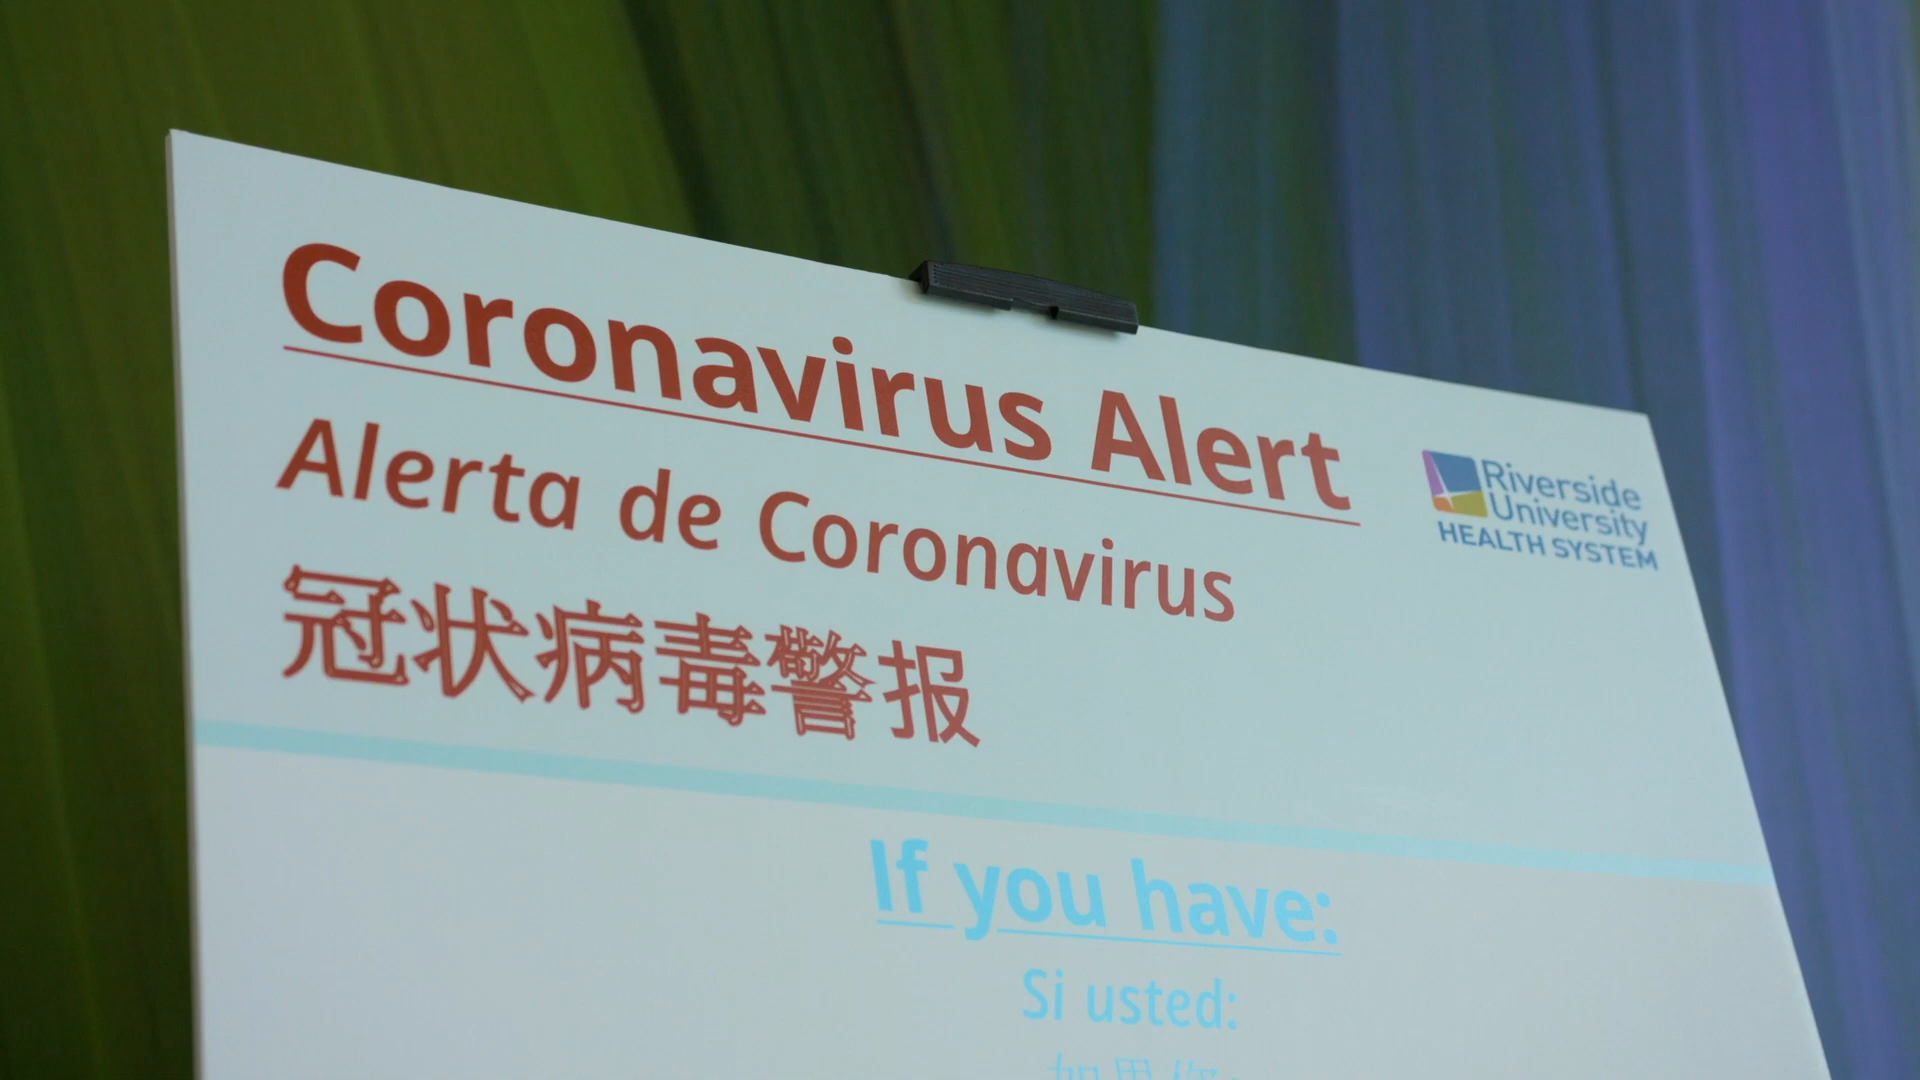 Coronavirus Alert
Alerta de Coronavirus
冠状病毒警报
Riverside
University
HEALTH SYSTEM
If you have:
Si usted:
如果您: